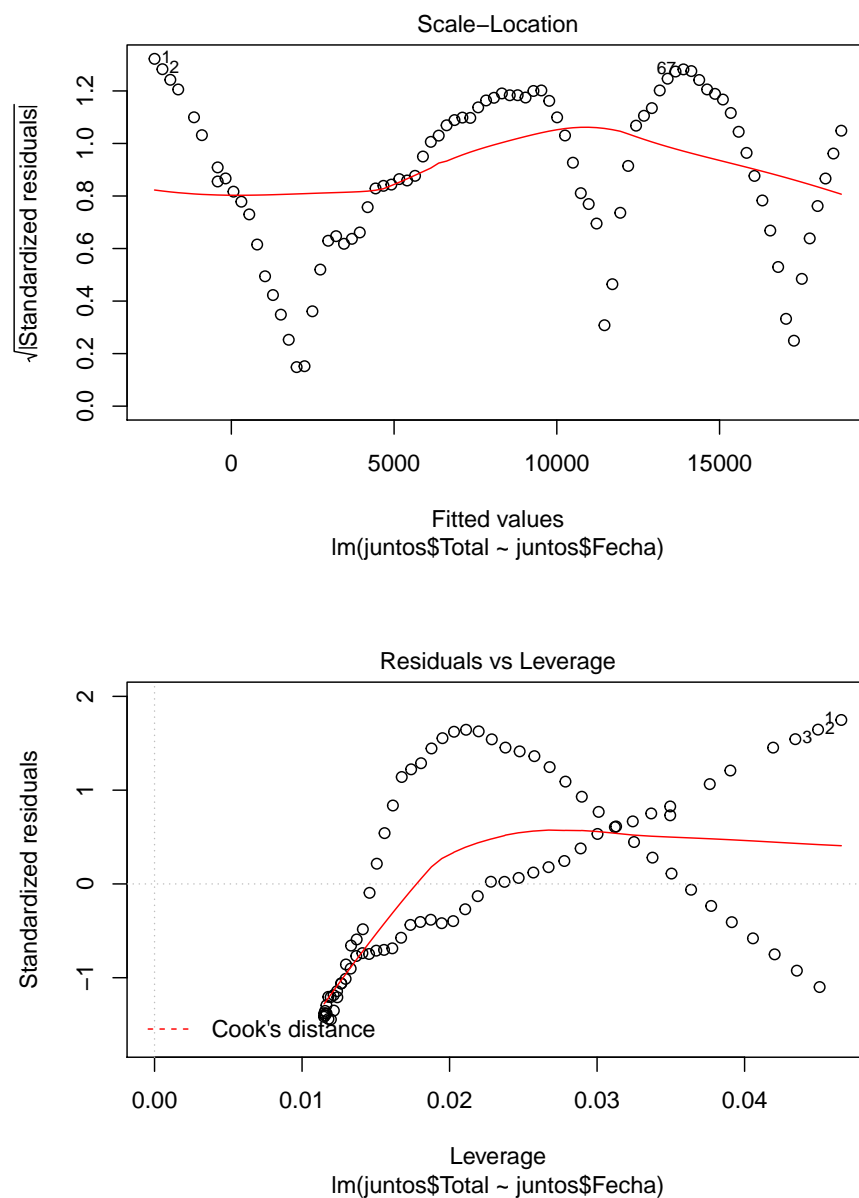 Scale−Location
1
2
67
0.0 0.2 0.4 0.6 0.8 1.0 1.2
√|Standardized residuals|
0 5000 10000 15000
Fitted values
lm(juntos$Total ~ juntos$Fecha)
Residuals vs Leverage
1
2
3
−1 0 1 2
Standardized residuals
Cook's distance
0.00 0.01 0.02 0.03 0.04
Leverage
lm(juntos$Total ~ juntos$Fecha)